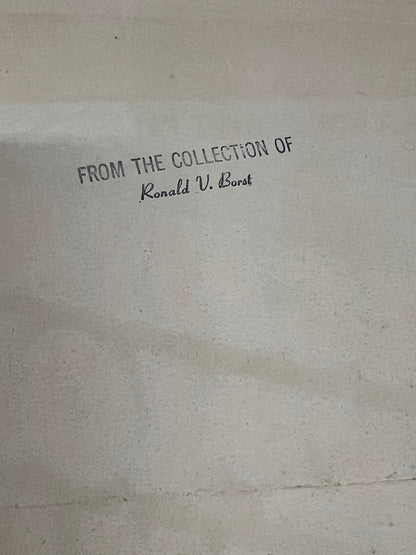 FROM THE COLLECTION OF
Ronald V. Borst